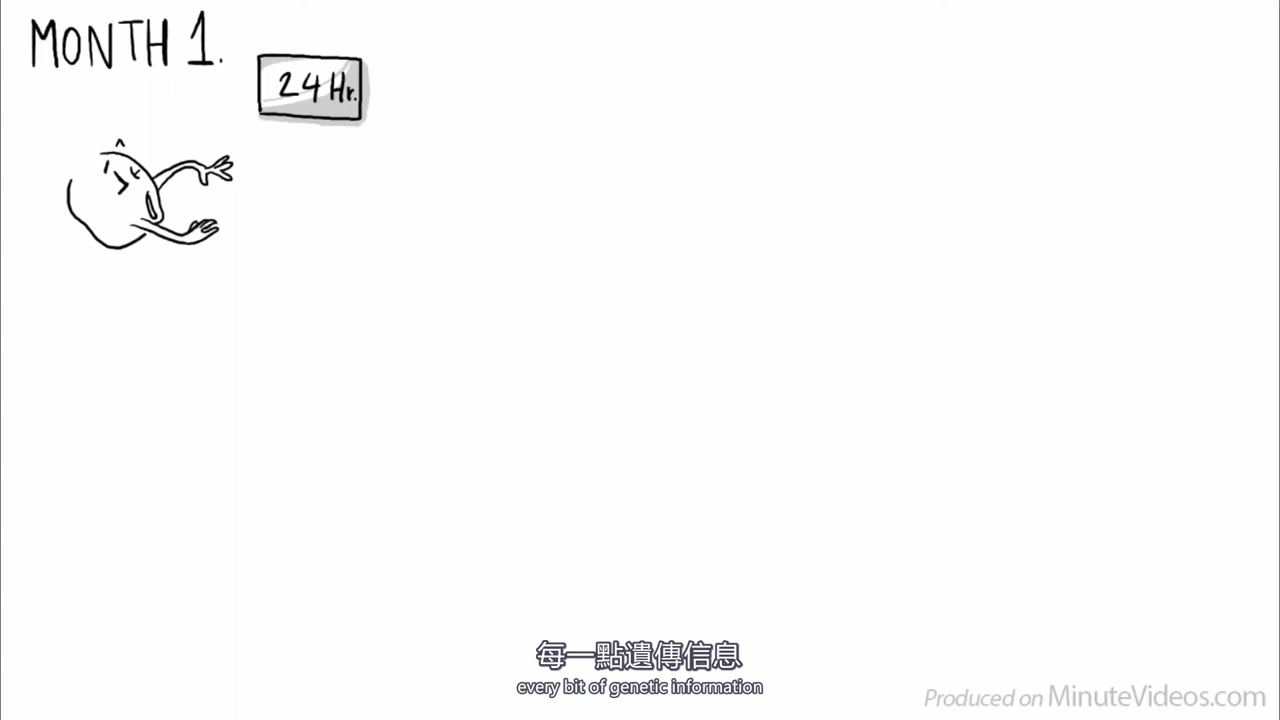 MONTH 1.
24 Hr.
每一點遺傳信息
every bit of genetic information
Produced on MinuteVideos.com